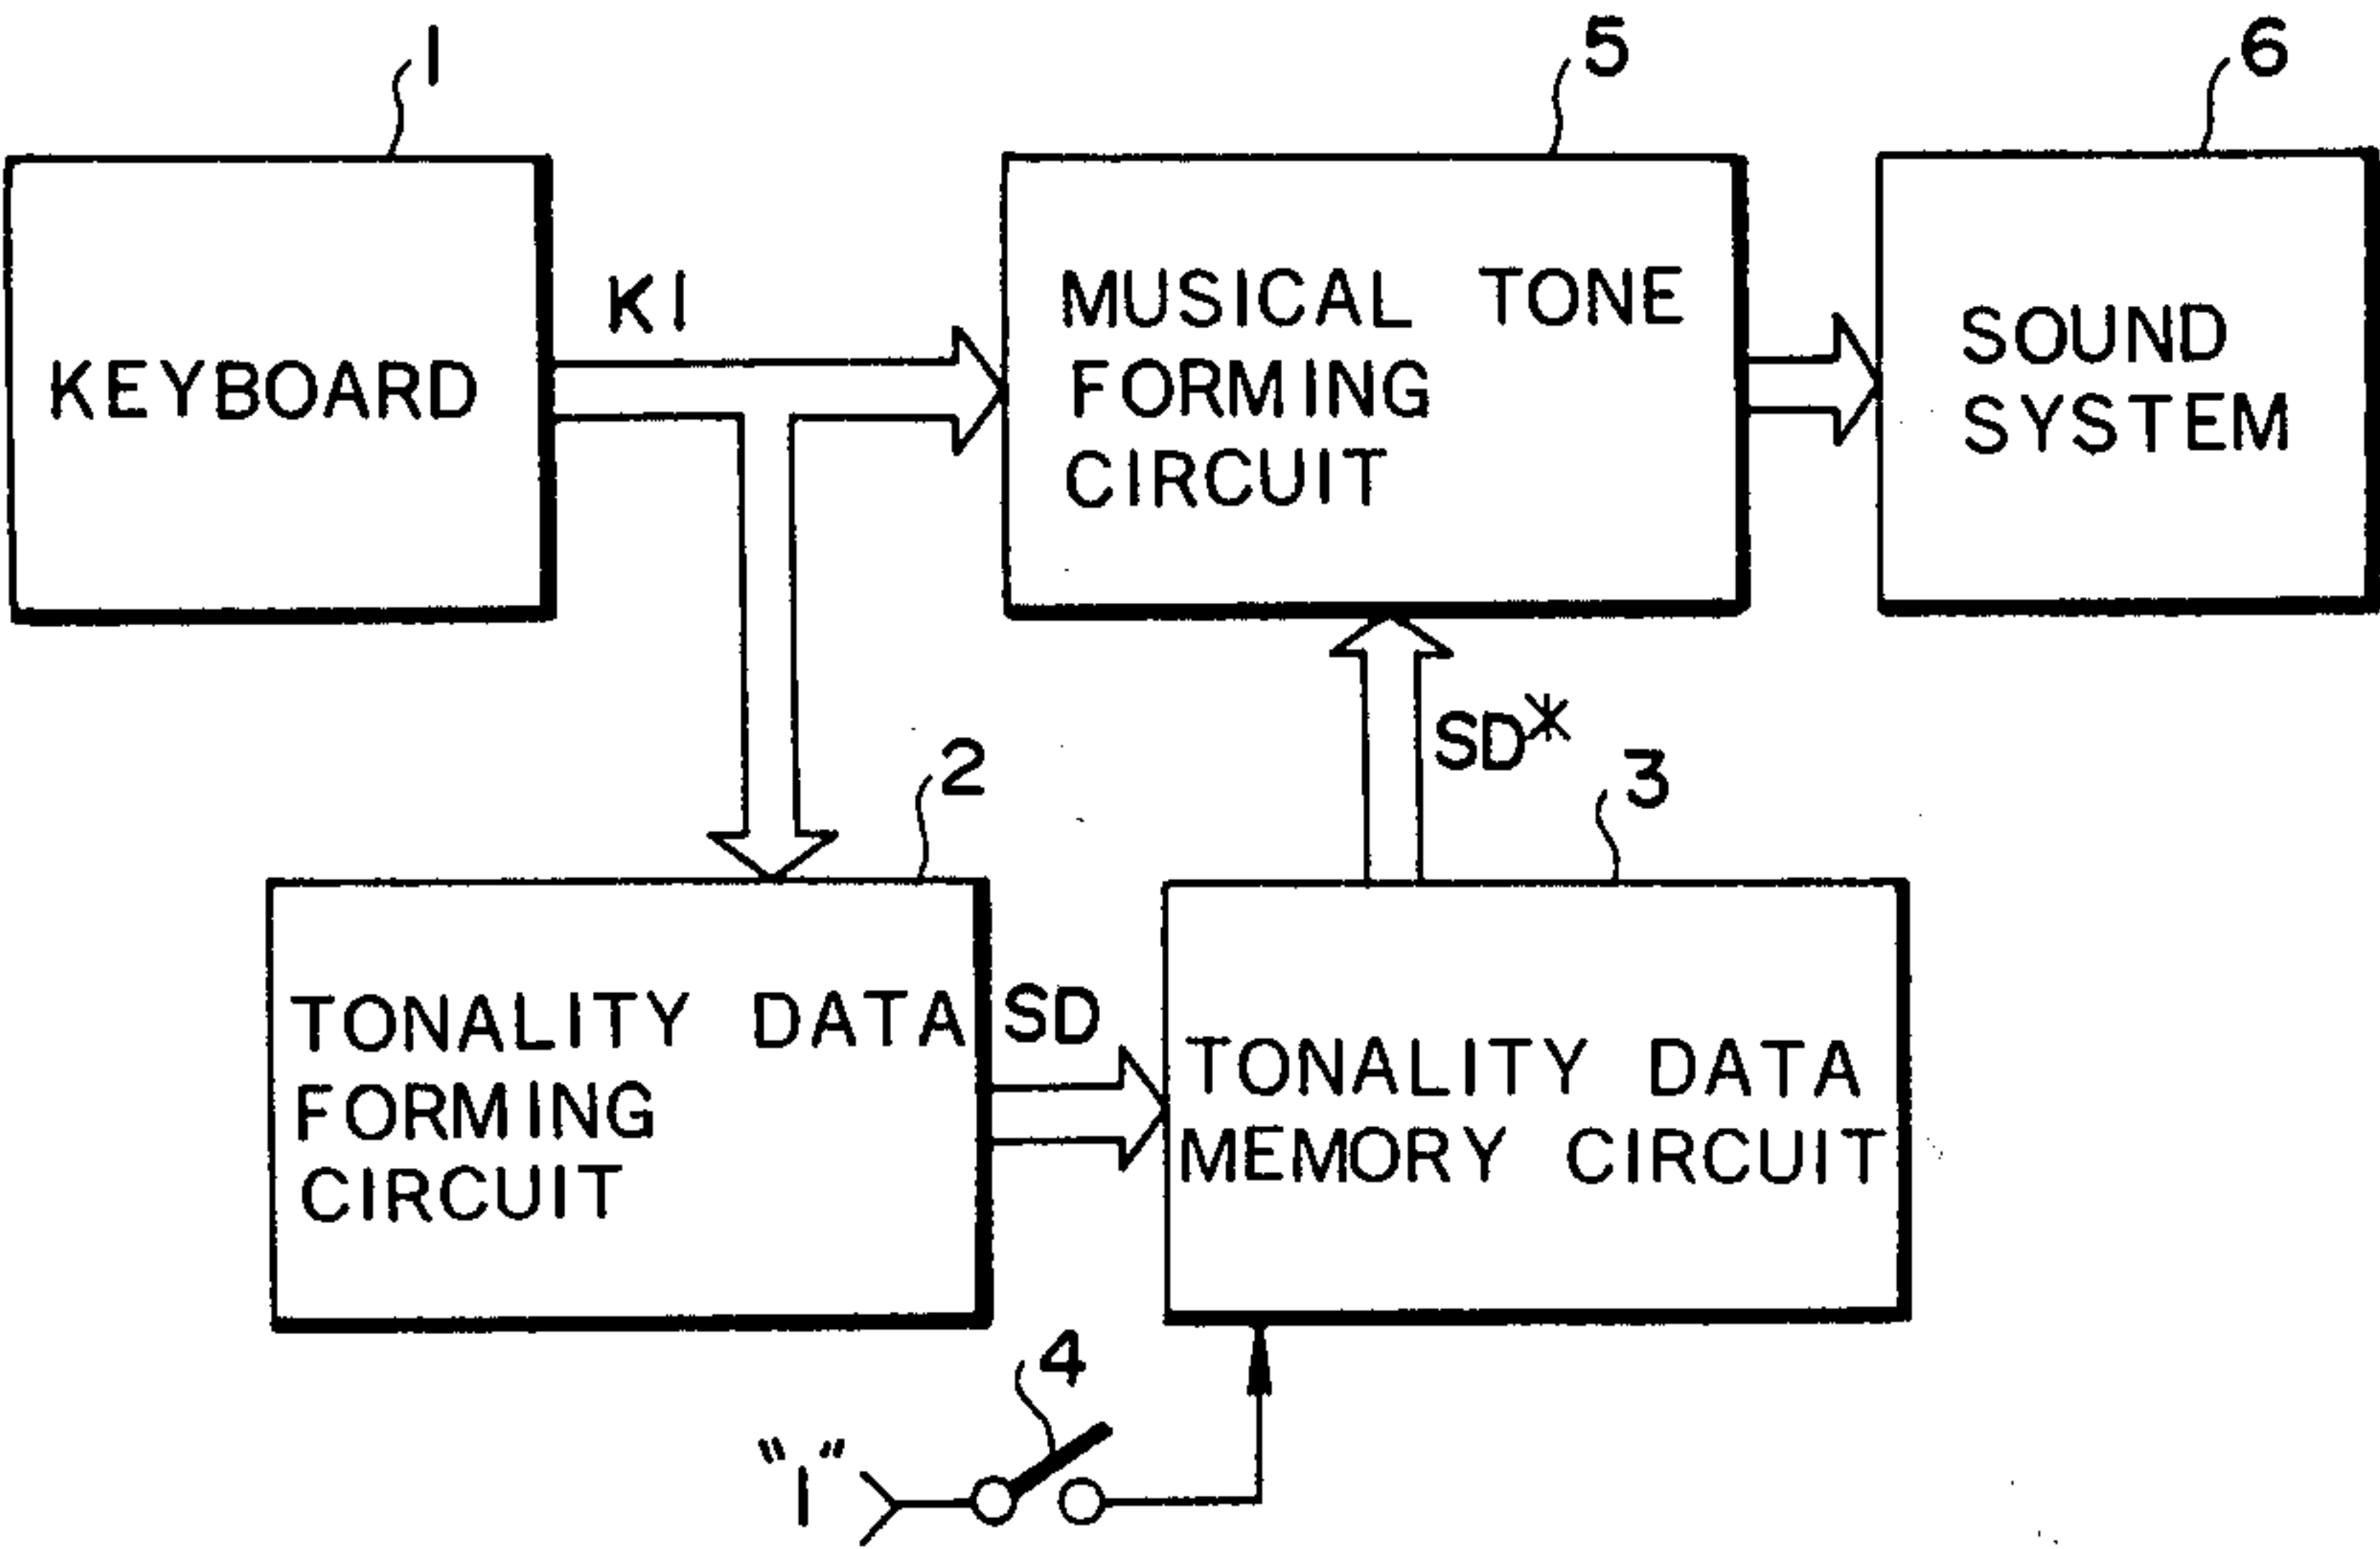 1
5
6
KEYBOARD
KI
MUSICAL TONE
FORMING
CIRCUIT
SOUND
SYSTEM
SD*
2
3
TONALITY DATA
FORMING
CIRCUIT
SD
TONALITY DATA
MEMORY CIRCUIT
4
"1"